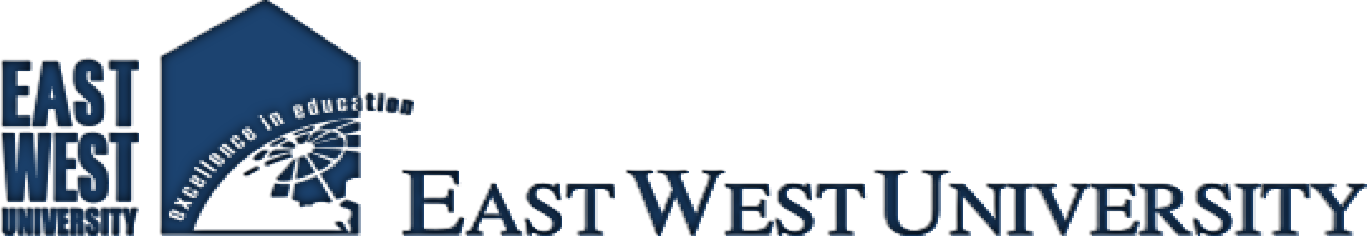 EAST
WEST
UNIVERSITY
excellence in education
EAST WEST UNIVERSITY